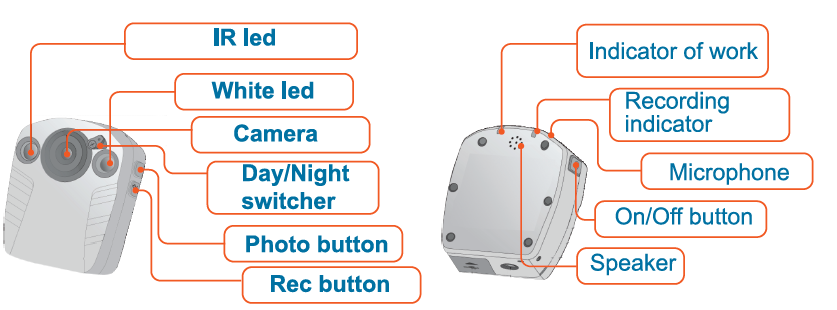 IR led
White led
Camera
Day/Night
switcher
Photo button
Rec button
Indicator of work
Recording
indicator
Microphone
On/Off button
Speaker